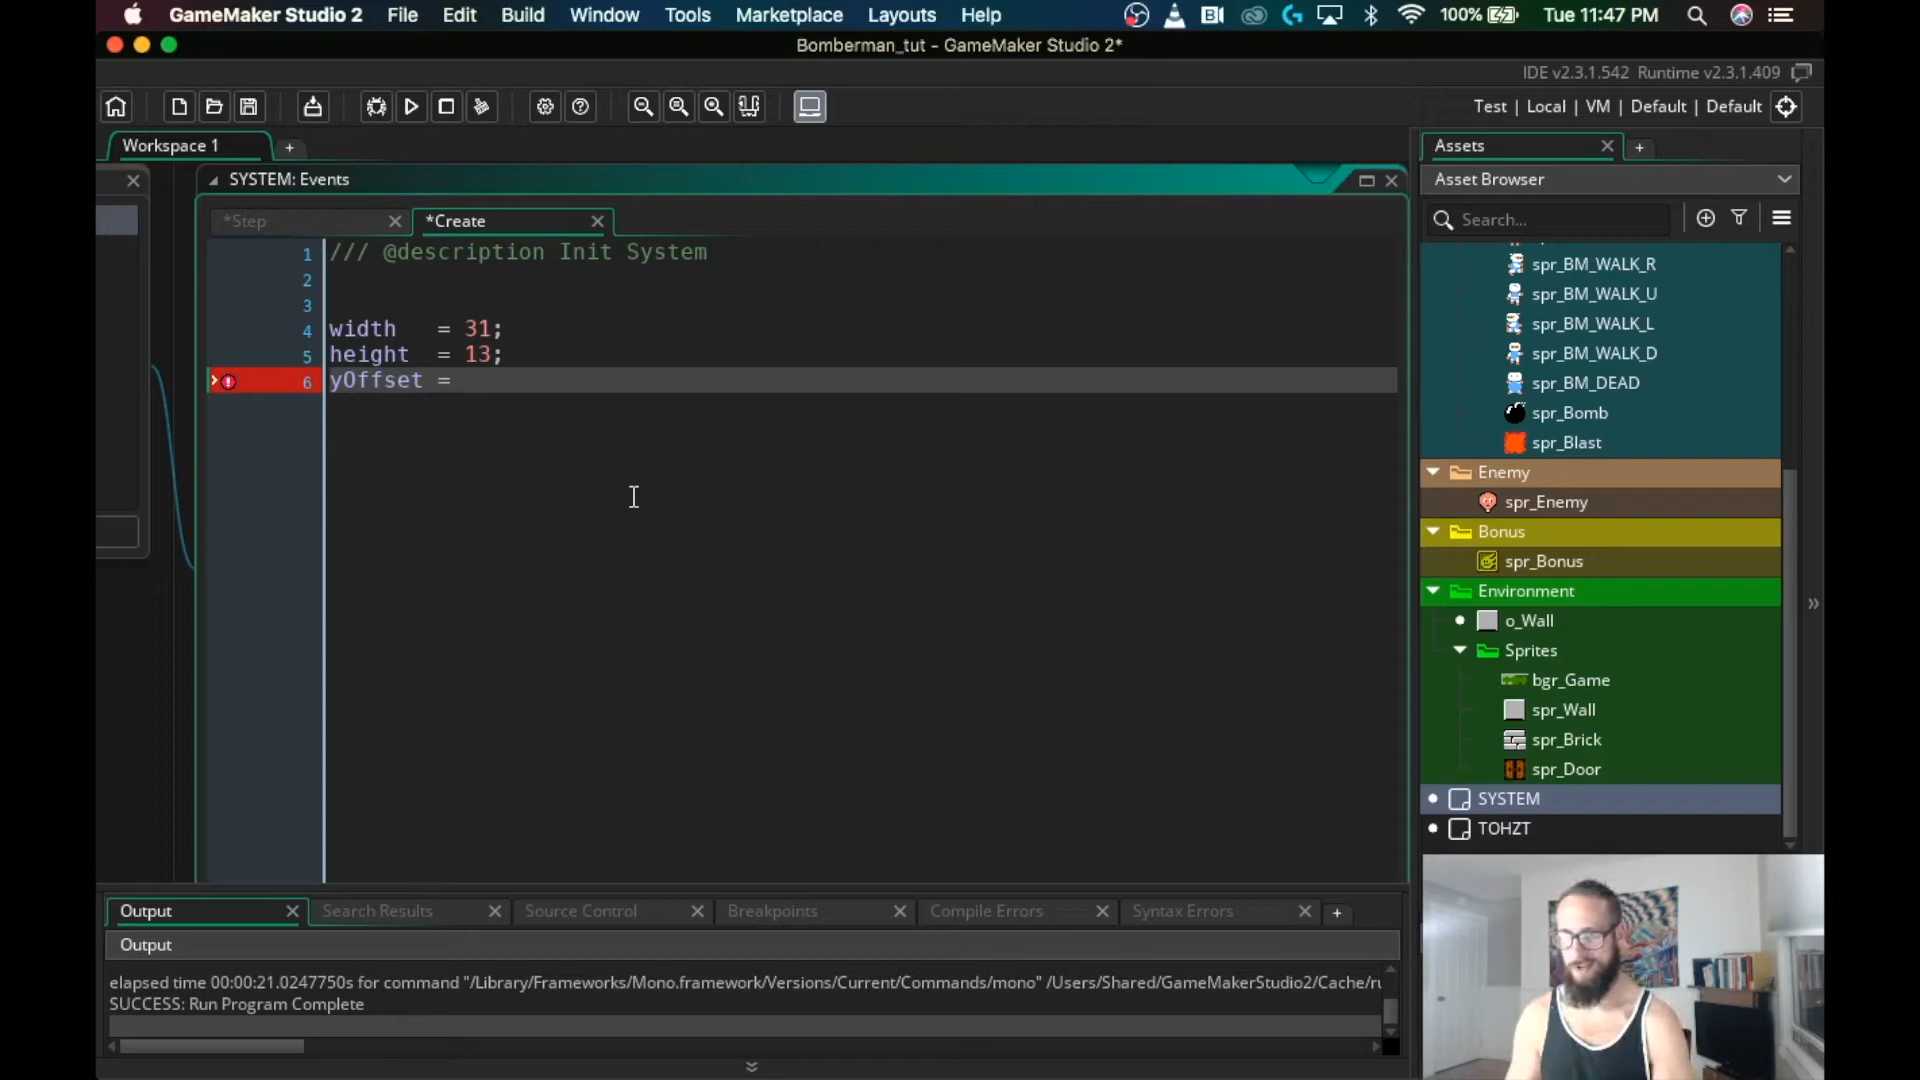 GameMaker Studio 2 File Edit Build Window Tools Marketplace Layouts Help 100% Tue 11:47 PM
Bomberman_tut - GameMaker Studio 2*
IDE v2.3.1.542 Runtime v2.3.1.409
Test | Local | VM | Default | Default
Workspace 1 +
Assets +
SYSTEM: Events
Asset Browser
*Step
*Create
Search...
1 /// @description Init System
2
3
4 width = 31;
5 height = 13;
6 yOffset =
spr_BM_WALK_R
spr_BM_WALK_U
spr_BM_WALK_L
spr_BM_WALK_D
spr_BM_DEAD
spr_Bomb
spr_Blast
Enemy
spr_Enemy
Bonus
spr_Bonus
Environment
o_Wall
Sprites
bgr_Game
spr_Wall
spr_Brick
spr_Door
SYSTEM
TOHZT
Output Search Results Source Control Breakpoints Compile Errors Syntax Errors +
Output
elapsed time 00:00:21.0247750s for command "/Library/Frameworks/Mono.framework/Versions/Current/Commands/mono" /Users/Shared/GameMakerStudio2/Cache/ru
SUCCESS: Run Program Complete